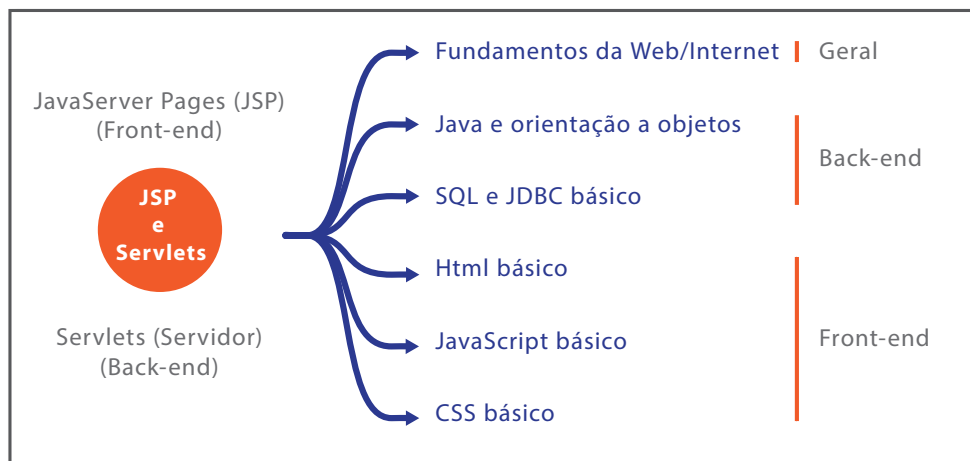 JavaServer Pages (JSP)
(Front-end)
JSP
e
Servlets
Servlets (Servidor)
(Back-end)
Fundamentos da Web/Internet
Java e orientação a objetos
SQL e JDBC básico
Html básico
JavaScript básico
CSS básico
Geral
Back-end
Front-end